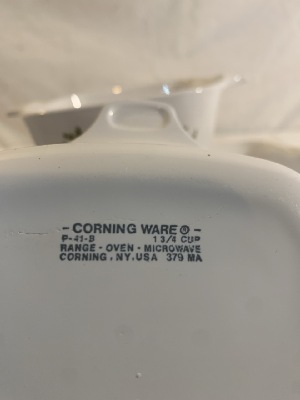 - CORNING WARE ® -
P-41-B 1 3/4 CUP
RANGE - OVEN - MICROWAVE
CORNING, NY, USA 379 MA